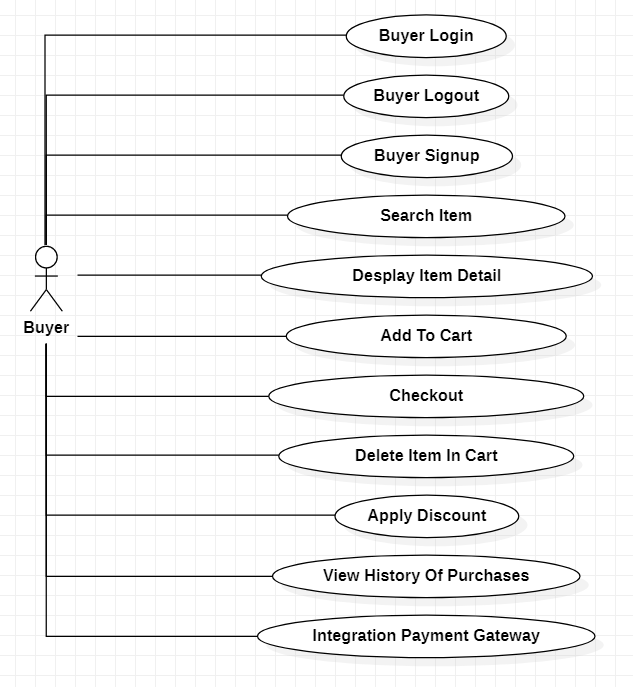 Buyer Login
Buyer Logout
Buyer Signup
Search Item
Desplay Item Detail
Buyer
Add To Cart
Checkout
Delete Item In Cart
Apply Discount
View History Of Purchases
Integration Payment Gateway